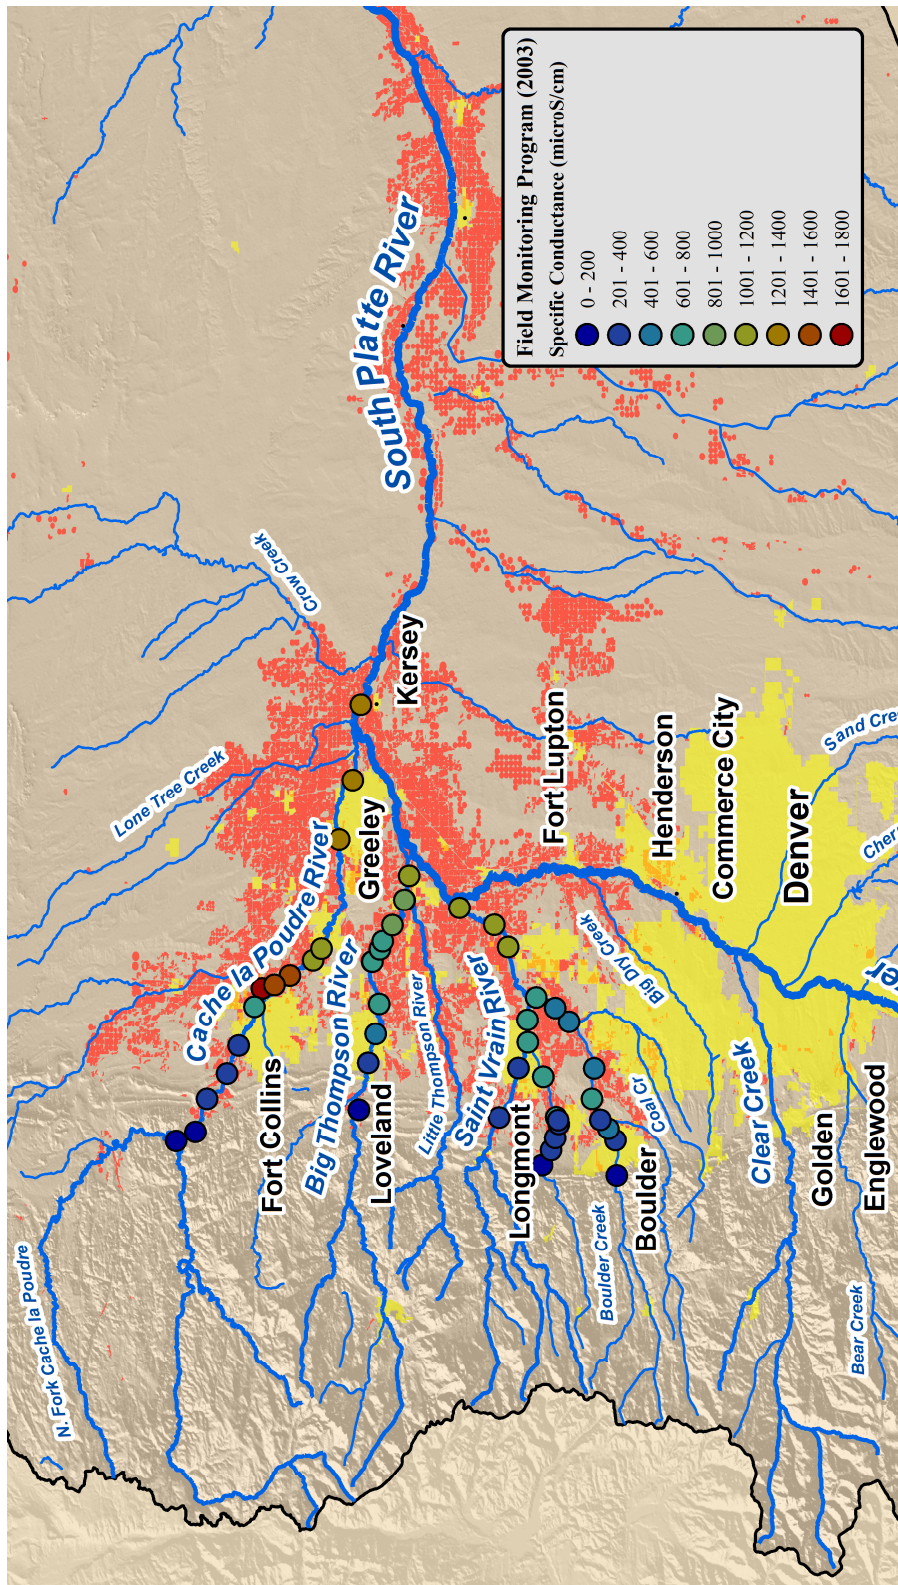 N. Fork Cache la Poudre
Cache la Poudre River
Fort Collins
Lone Tree Creek
Crow Creek
South Platte River
Big Thompson River
Loveland
Greeley
Kersey
Little Thompson River
Saint Vrain River
Longmont
Fort Lupton
Boulder Creek
Boulder
Coal Cr
Big Dry Creek
Henderson
Commerce City
Clear Creek
Denver
Sand Cree
Cher
Golden
Englewood
Bear Creek
er
Field Monitoring Program (2003)
Specific Conductance (microS/cm)
0 - 200
201 - 400
401 - 600
601 - 800
801 - 1000
1001 - 1200
1201 - 1400
1401 - 1600
1601 - 1800